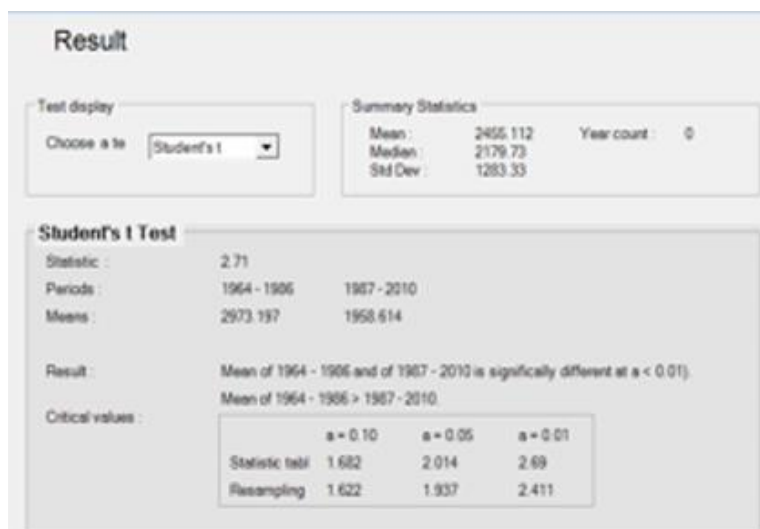 Result
Test display
Choose a te Student's t
Summary Statistics
Mean : 2455.112 Year count : 0
Median : 2179.73
Std Dev : 1283.33
Student's t Test
Statistic : 2.71
Periods : 1964 - 1986 1987 - 2010
Means : 2973.197 1958.614
Result : Mean of 1964 - 1986 and of 1987 - 2010 is significally different at a < 0.01).
Mean of 1964 - 1986 > 1987 - 2010.
Critical values :
a = 0.10 a = 0.05 a = 0.01
Statistic tabl 1.682 2.014 2.69
Resampling 1.622 1.937 2.411